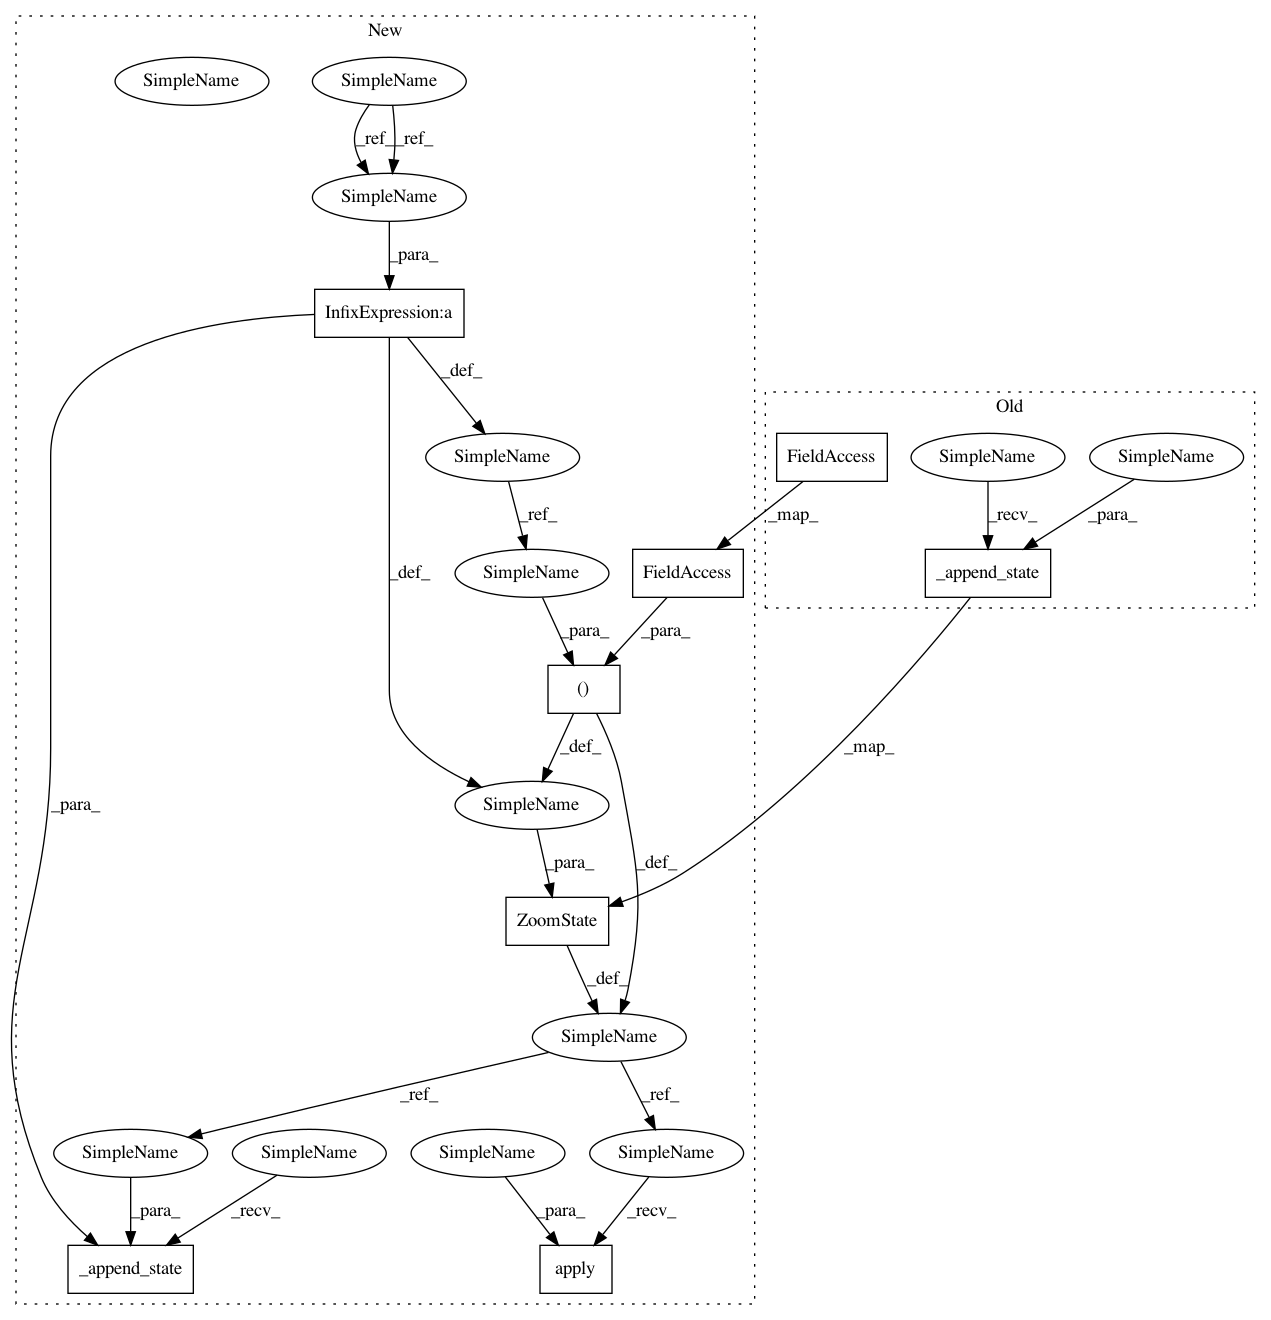 New
SimpleName
SimpleName
_ref_
_ref_
SimpleName
_para_
InfixExpression:a
_def_
Old
SimpleName
FieldAccess
SimpleName
SimpleName
_ref_
_map_
_recv_
_para_
_def_
SimpleName
FieldAccess
_append_state
_para_
_para_
()
_def_
_map_
_para_
SimpleName
_para_
_def_
ZoomState
_def_
SimpleName
_ref_
_ref_
SimpleName
SimpleName
SimpleName
SimpleName
_para_
_recv_
_para_
_recv_
_append_state
apply